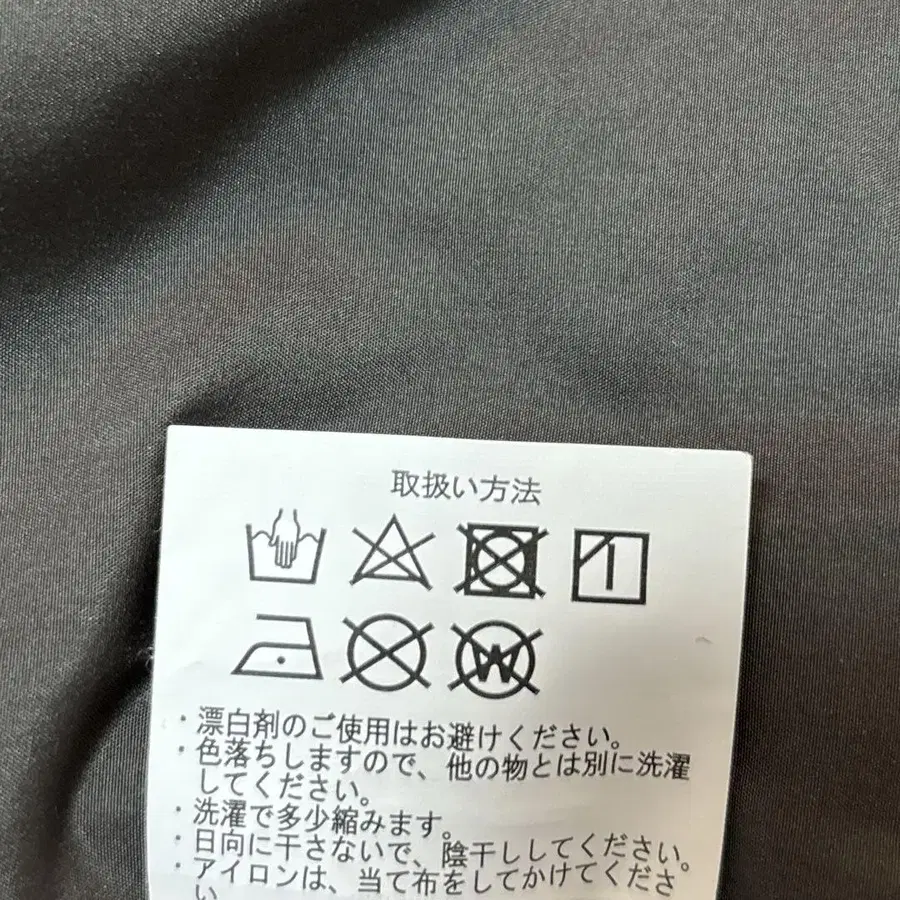 取扱い方法
・漂白剤のご使用はお避けください。
・色落ちしますので、他の物とは別に洗濯
してください。
・洗濯で多少縮みます。
・日向に干さないで、陰干ししてください。
・アイロンは、当て布をしてかけてくださ
い